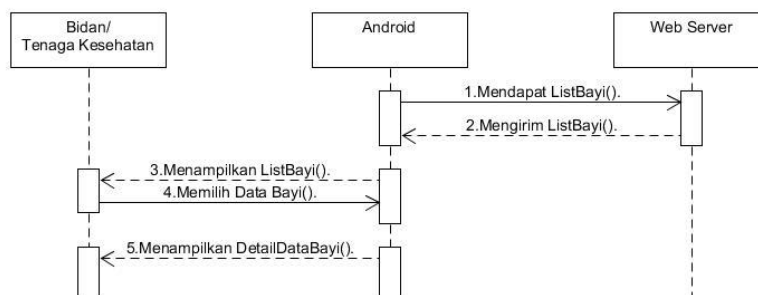 Bidan/
Tenaga Kesehatan
Android
Web Server
1.Mendapat ListBayi().
2.Mengirim ListBayi().
3.Menampilkan ListBayi().
4.Memilih Data Bayi().
5.Menampilkan DetailDataBayi().